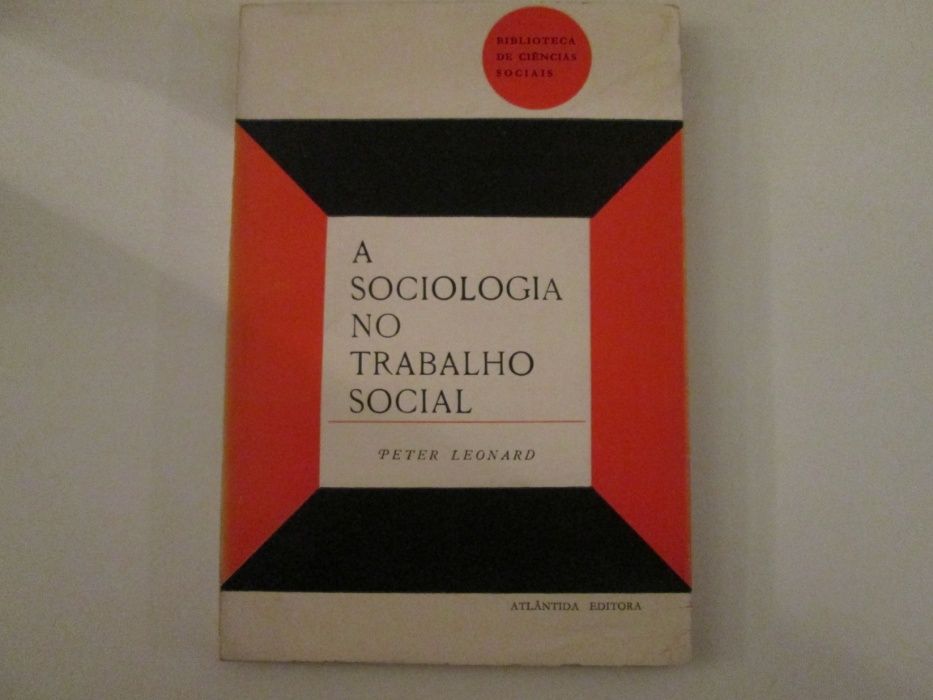 BIBLIOTECA
DE CIÊNCIAS
SOCIAIS
A
SOCIOLOGIA
NO
TRABALHO
SOCIAL
PETER LEONARD
ATLÂNTIDA EDITORA